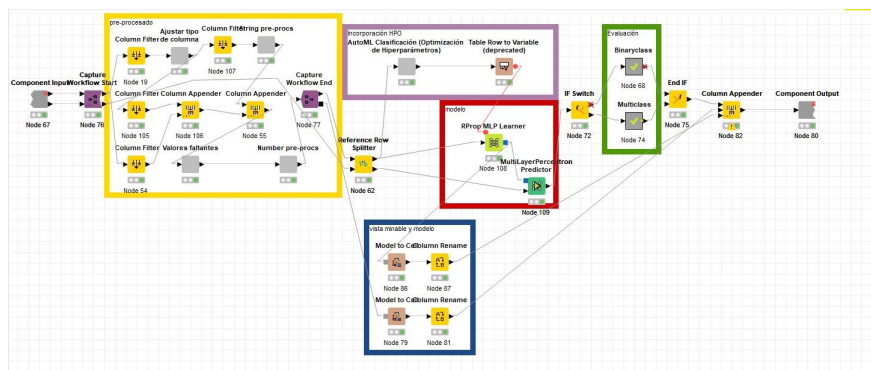 pre-procesado
Ajustar tipo
Column Filter
de columna
Column Filter
String pre-procs
Node 19
Node 107
Component Input
Capture
Workflow Start
Node 67
Node 76
Column Filter
Column Appender
Column Appender
Node 105
Node 106
Node 55
Column Filter
Valores faltantes
Number pre-procs
Node 54
Capture
Workflow End
Node 77
Incorporación HPO
AutoML Clasificación (Optimización
de Hiperparámetros)
Table Row to Variable
(deprecated)
Reference Row
Splitter
Node 62
modelo
RProp MLP Learner
Node 108
MultiLayerPerceptron
Predictor
Node 109
IF Switch
Node 72
Evaluación
Binaryclass
Node 68
Multiclass
Node 74
End IF
Node 75
Column Appender
Node 82
Component Output
Node 80
vista minable y modelo
Model to Cell
Column Rename
Node 86
Node 87
Model to Cell
Column Rename
Node 79
Node 81